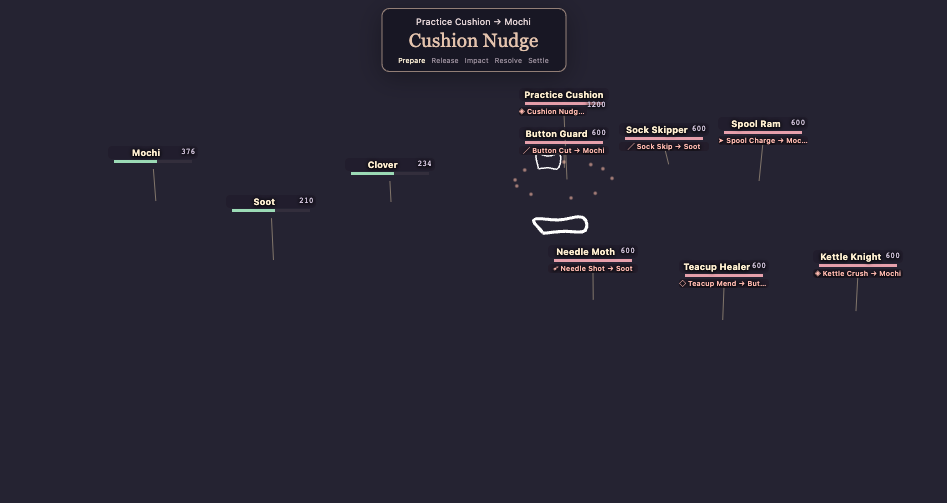 Practice Cushion → Mochi
Cushion Nudge
Prepare Release Impact Resolve Settle
Practice Cushion
1200
◈ Cushion Nudg...
Button Guard 600
⟋ Button Cut → Mochi
Sock Skipper 600
⟋ Sock Skip → Soot
Spool Ram 600
➤ Spool Charge → Moc...
Mochi 376
Clover 234
Soot 210
Needle Moth 600
➶ Needle Shot → Soot
Teacup Healer 600
◇ Teacup Mend → But...
Kettle Knight 600
◈ Kettle Crush → Mochi